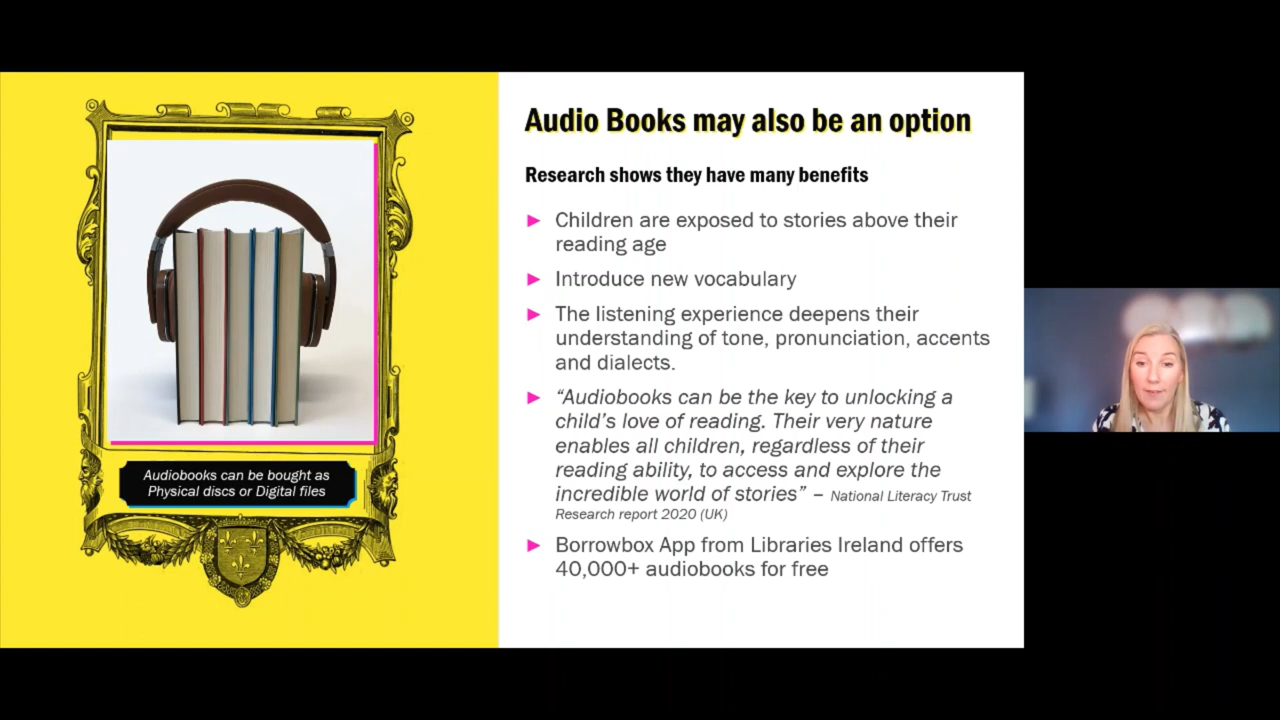 Audio Books may also be an option
Research shows they have many benefits
► Children are exposed to stories above their
reading age
► Introduce new vocabulary
► The listening experience deepens their
understanding of tone, pronunciation, accents
and dialects.
► “Audiobooks can be the key to unlocking a
child’s love of reading. Their very nature
enables all children, regardless of their
reading ability, to access and explore the
incredible world of stories” – National Literacy Trust
Research report 2020 (UK)
► Borrowbox App from Libraries Ireland offers
40,000+ audiobooks for free
Audiobooks can be bought as
Physical discs or Digital files